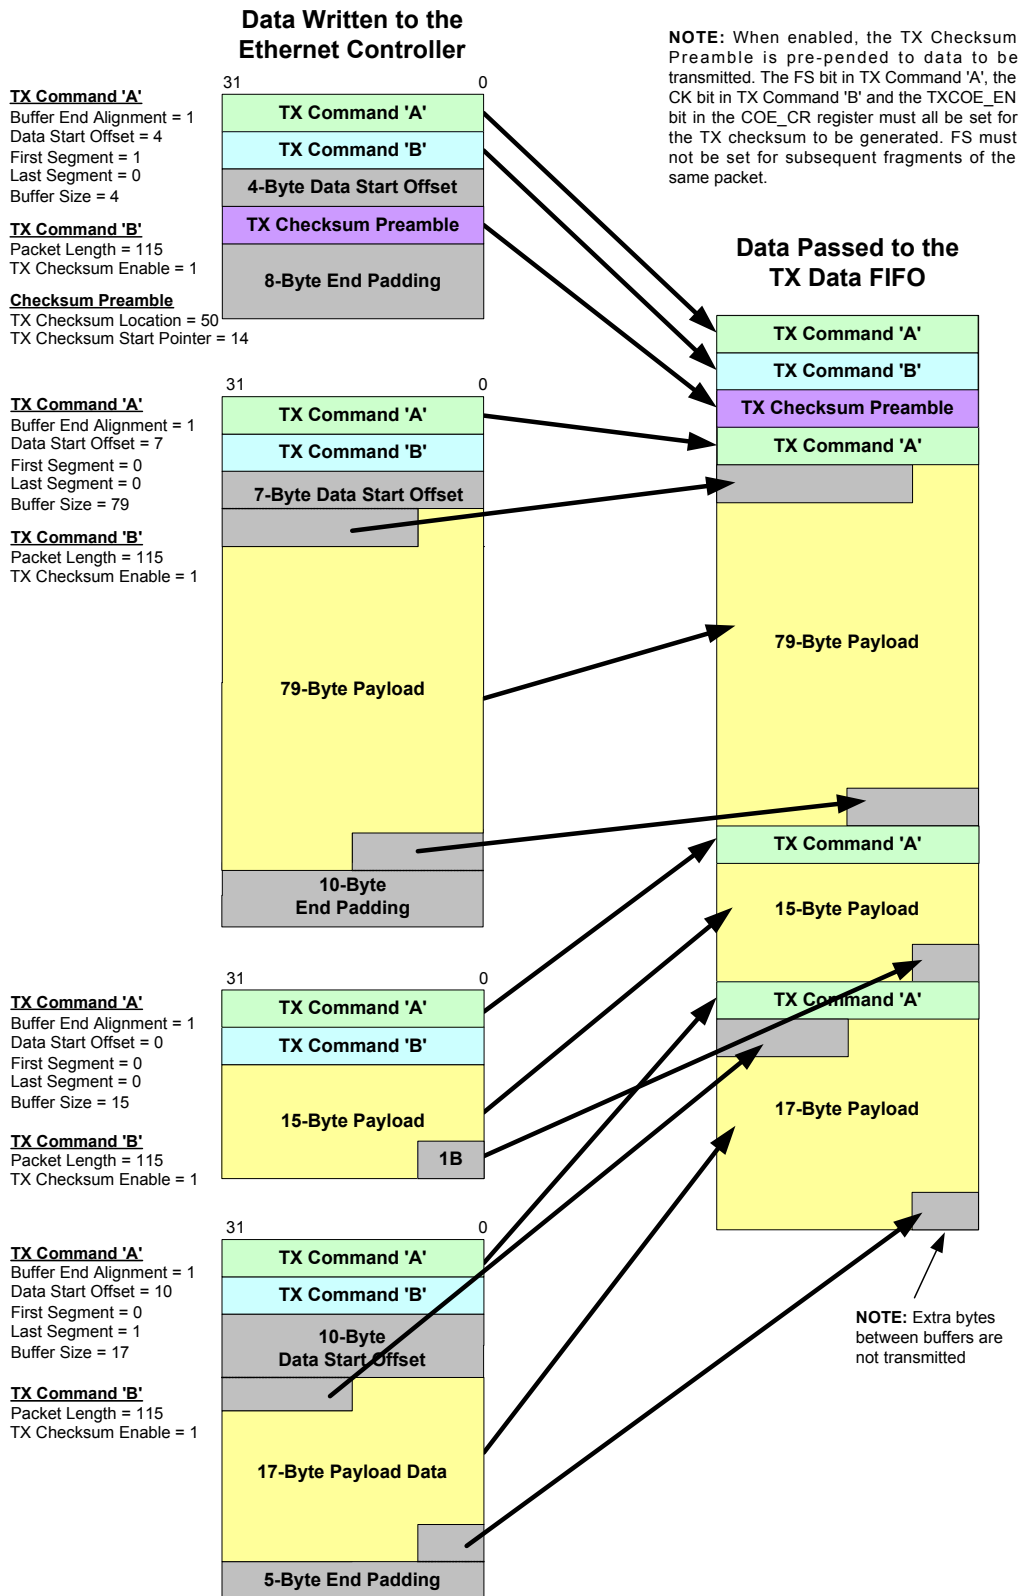 Data Written to the
Ethernet Controller
NOTE: When enabled, the TX Checksum
Preamble is pre-pended to data to be
transmitted. The FS bit in TX Command 'A', the
CK bit in TX Command 'B' and the TXCOE_EN
bit in the COE_CR register must all be set for
the TX checksum to be generated. FS must
not be set for subsequent fragments of the
same packet.
31 0
TX Command 'A'
Buffer End Alignment = 1
Data Start Offset = 4
First Segment = 1
Last Segment = 0
Buffer Size = 4
TX Command 'B'
Packet Length = 115
TX Checksum Enable = 1
Checksum Preamble
TX Checksum Location = 50
TX Checksum Start Pointer = 14
TX Command 'A'
TX Command 'B'
4-Byte Data Start Offset
TX Checksum Preamble
8-Byte End Padding
Data Passed to the
TX Data FIFO
TX Command 'A'
TX Command 'B'
TX Checksum Preamble
TX Command 'A'
79-Byte Payload
TX Command 'A'
15-Byte Payload
TX Command 'A'
17-Byte Payload
NOTE: Extra bytes
between buffers are
not transmitted
31 0
TX Command 'A'
Buffer End Alignment = 1
Data Start Offset = 7
First Segment = 0
Last Segment = 0
Buffer Size = 79
TX Command 'B'
Packet Length = 115
TX Checksum Enable = 1
TX Command 'A'
TX Command 'B'
7-Byte Data Start Offset
79-Byte Payload
10-Byte
End Padding
31 0
TX Command 'A'
Buffer End Alignment = 1
Data Start Offset = 0
First Segment = 0
Last Segment = 0
Buffer Size = 15
TX Command 'B'
Packet Length = 115
TX Checksum Enable = 1
TX Command 'A'
TX Command 'B'
15-Byte Payload
1B
31 0
TX Command 'A'
Buffer End Alignment = 1
Data Start Offset = 10
First Segment = 0
Last Segment = 1
Buffer Size = 17
TX Command 'B'
Packet Length = 115
TX Checksum Enable = 1
TX Command 'A'
TX Command 'B'
10-Byte
Data Start Offset
17-Byte Payload Data
5-Byte End Padding